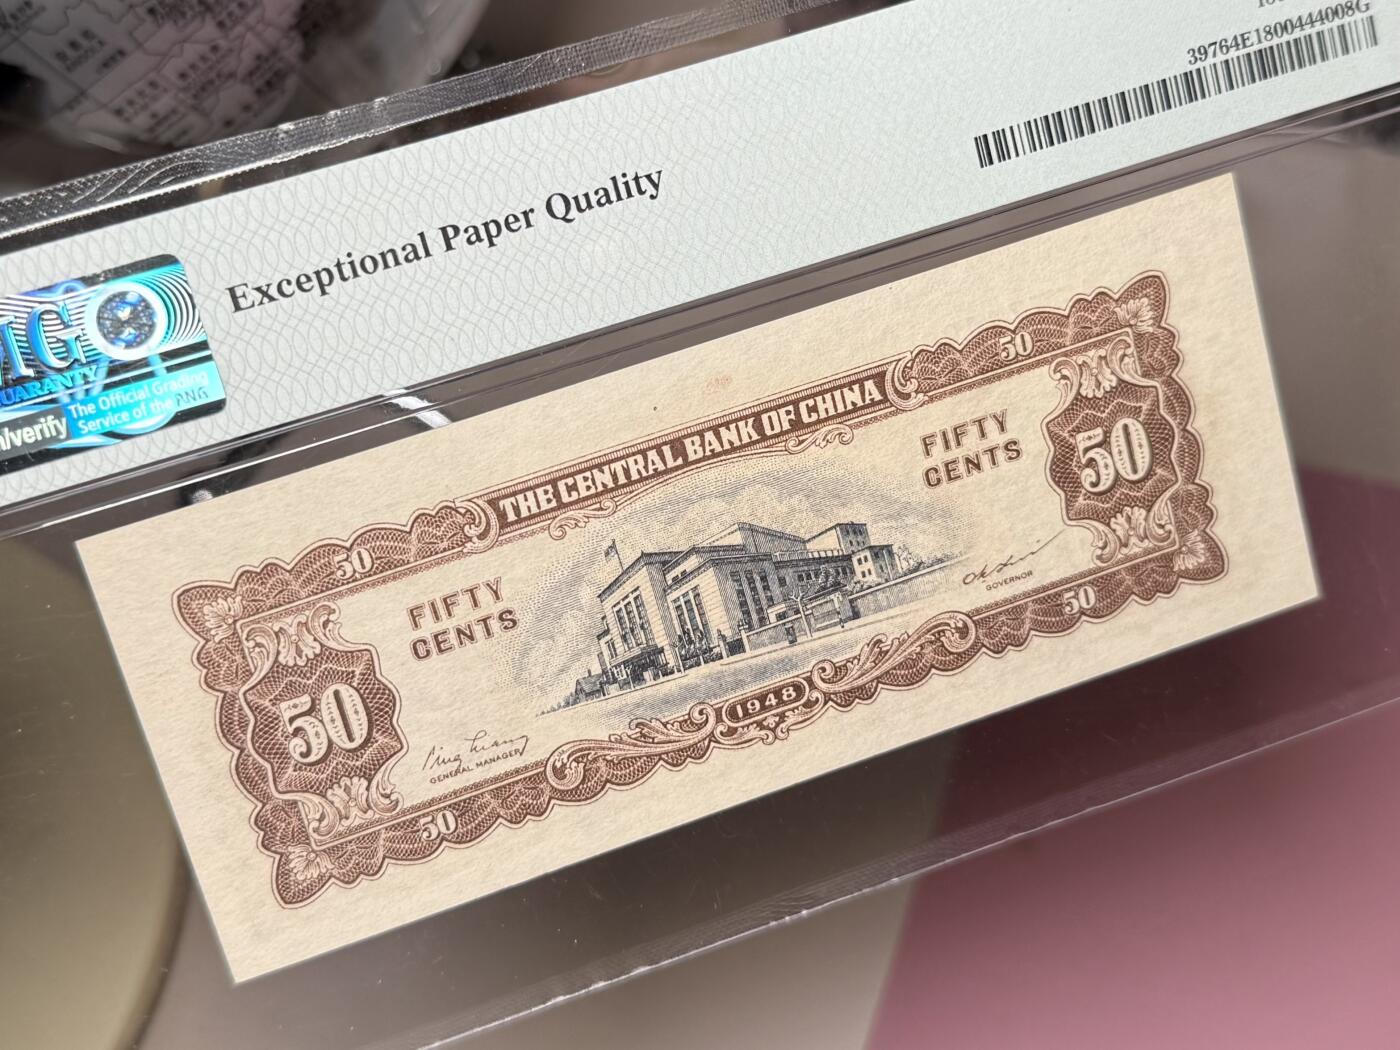 39764E1800444008G
Exceptional Paper Quality
The Official Grading
Service of the
/verify
THE CENTRAL BANK OF CHINA
50
50
FIFTY
CENTS
FIFTY
CENTS
50
50
GOVERNOR
GENERAL MANAGER
1948
50
50